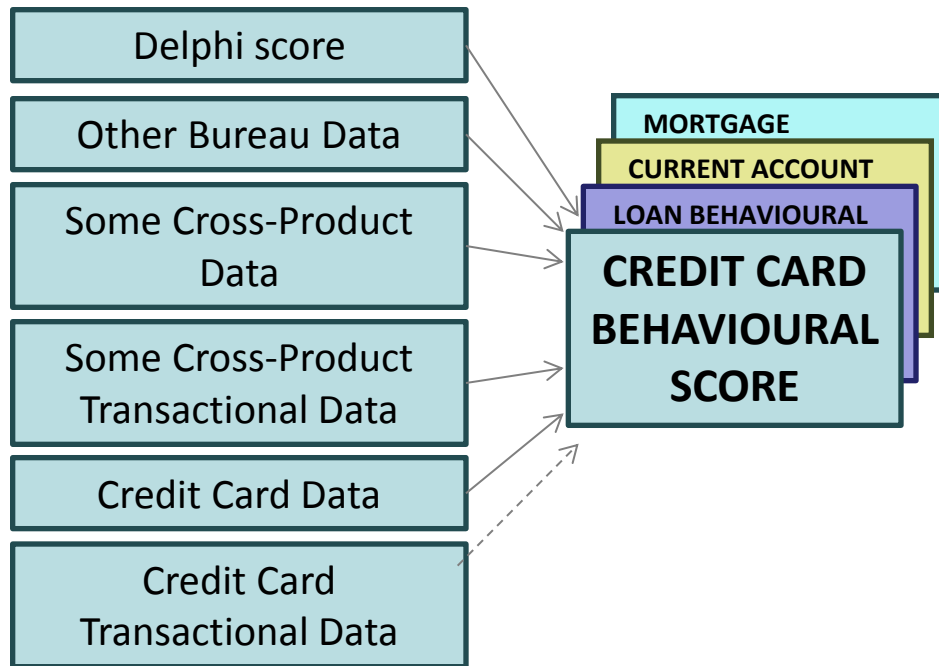 Delphi score
Other Bureau Data
Some Cross-Product
Data
Some Cross-Product
Transactional Data
Credit Card Data
Credit Card
Transactional Data
MORTGAGE
CURRENT ACCOUNT
LOAN BEHAVIOURAL
CREDIT CARD
BEHAVIOURAL
SCORE